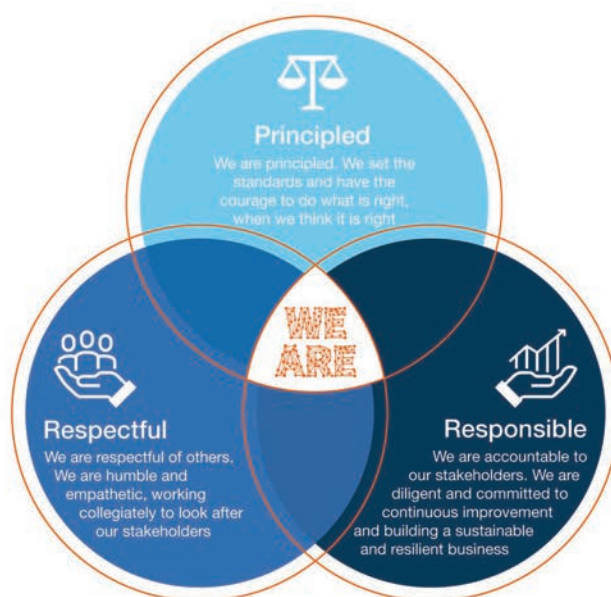 Principled
We are principled. We set the
standards and have the
courage to do what is right,
when we think it is right
WE
ARE
Respectful
We are respectful of others.
We are humble and
empathetic, working
collegiately to look after
our stakeholders
Responsible
We are accountable to
our stakeholders. We are
diligent and committed to
continuous improvement
and building a sustainable
and resilient business